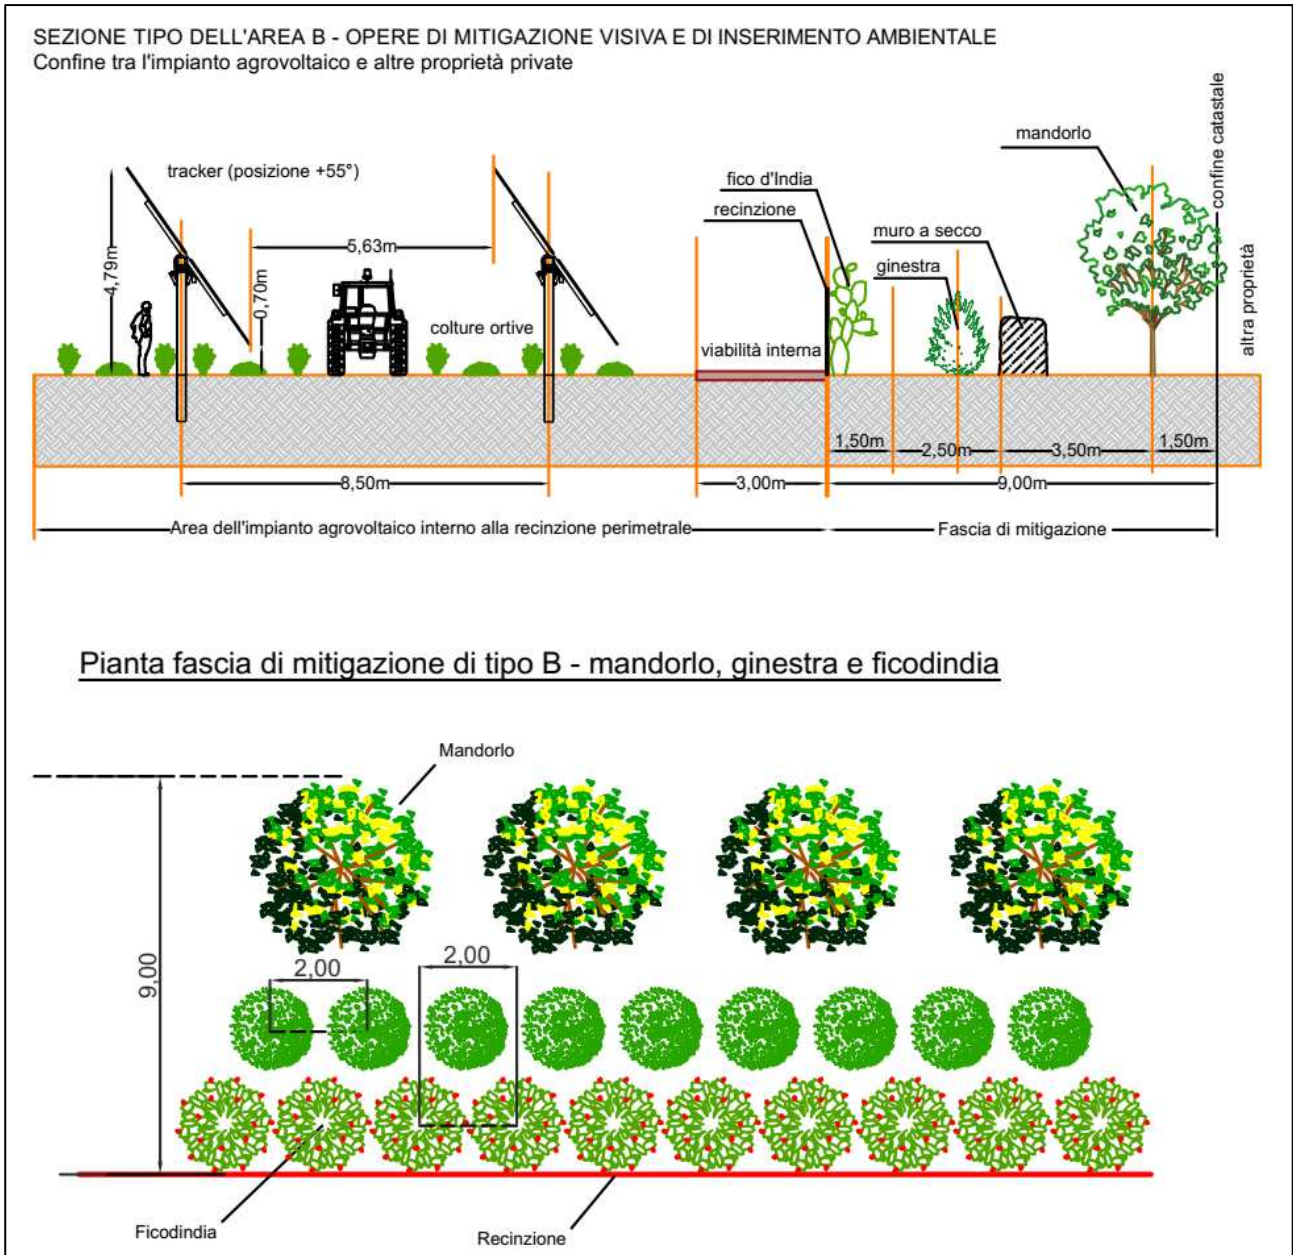 SEZIONE TIPO DELL'AREA B - OPERE DI MITIGAZIONE VISIVA E DI INSERIMENTO AMBIENTALE
Confine tra l'impianto agrovoltaico e altre proprietà private
confine catastale
altra proprietà
mandorlo
tracker (posizione +55°)
fico d'India
recinzione
muro a secco
ginestra
5,63m
4,79m
0,70m
colture ortive
viabilità interna
1,50m
2,50m
3,50m
1,50m
8,50m
3,00m
9,00m
Area dell'impianto agrovoltaico interno alla recinzione perimetrale
Fascia di mitigazione
Pianta fascia di mitigazione di tipo B - mandorlo, ginestra e ficodindia
Mandorlo
9,00
2,00
2,00
Ficodindia
Recinzione